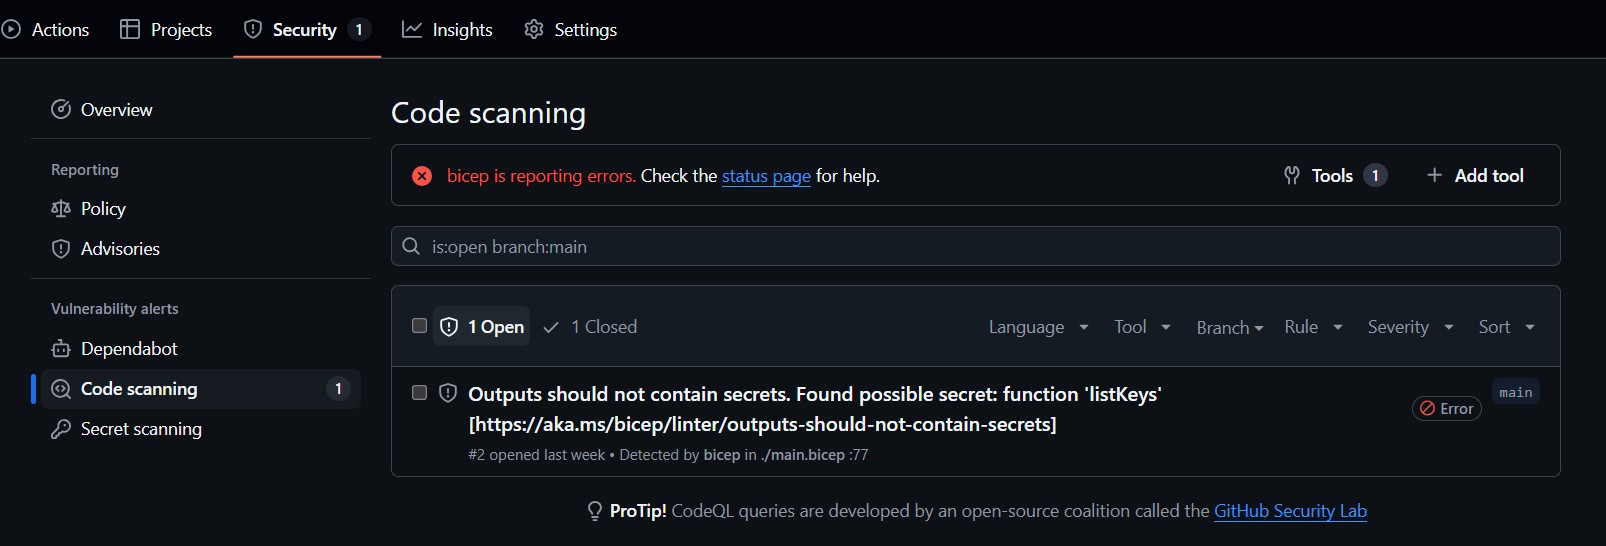 Actions Projects Security 1 Insights Settings
Overview
Reporting
Policy
Advisories
Vulnerability alerts
Dependabot
Code scanning 1
Secret scanning
Code scanning
bicep is reporting errors. Check the status page for help. Tools 1 Add tool
is:open branch:main
1 Open 1 Closed Language Tool Branch Rule Severity Sort
Outputs should not contain secrets. Found possible secret: function 'listKeys'
[https://aka.ms/bicep/linter/outputs-should-not-contain-secrets]
Error main
#2 opened last week • Detected by bicep in ./main.bicep :77
ProTip! CodeQL queries are developed by an open-source coalition called the GitHub Security Lab